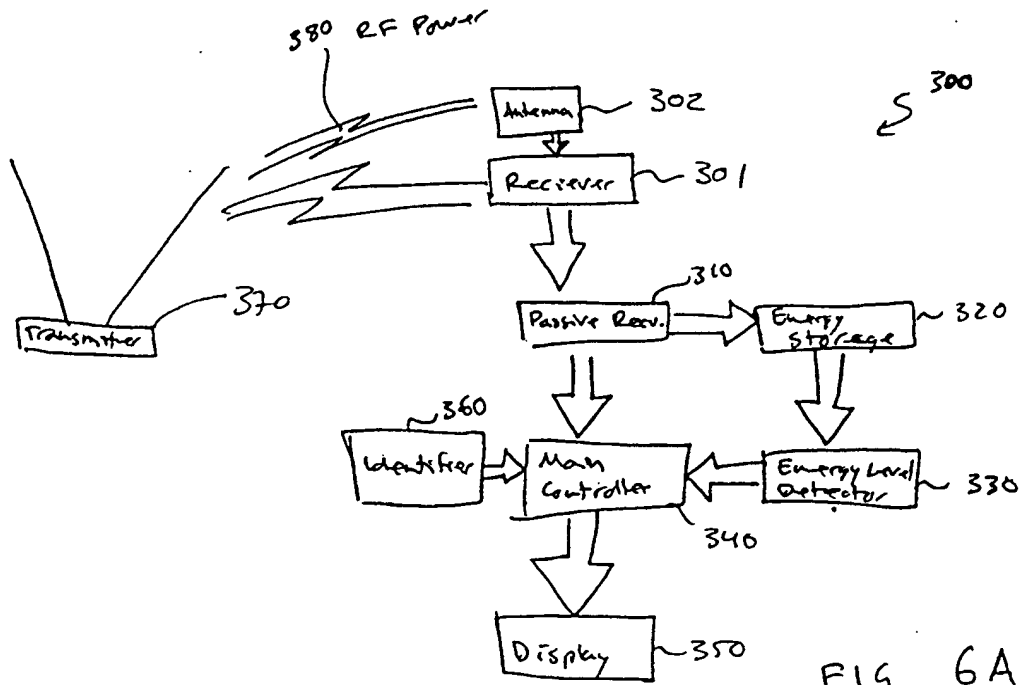 380 RF Power
300
Antenna
302
Reciever
301
310
370
Transmitter
Passive Recv.
Energy
Storage
320
360
Identifier
Main
Controller
Energy Level
Detector
330
340
Display
350
FIG 6A